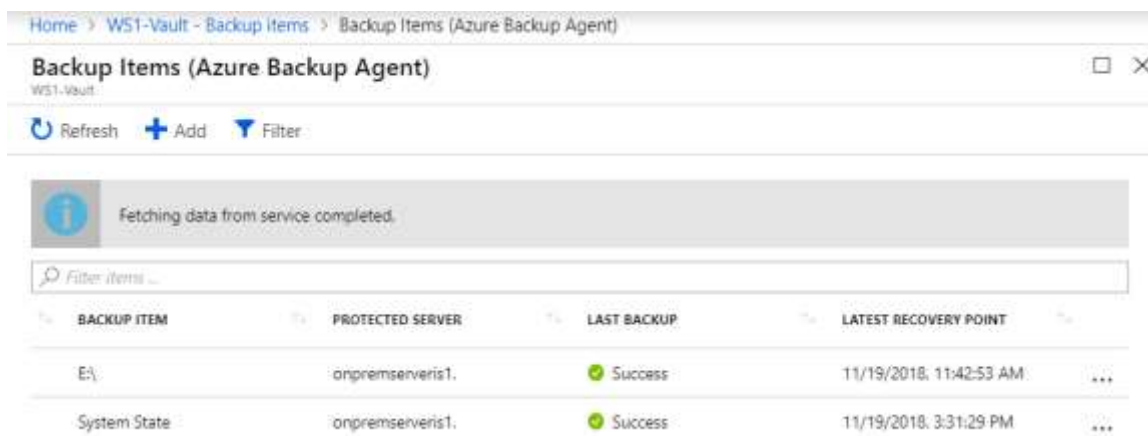 Home > WS1-Vault - Backup items > Backup Items (Azure Backup Agent)
Backup Items (Azure Backup Agent)
WS1-Vault
Refresh Add Filter
Fetching data from service completed.
Filter items ...
BACKUP ITEM PROTECTED SERVER LAST BACKUP LATEST RECOVERY POINT
E:\ onpremserveris1. Success 11/19/2018, 11:42:53 AM ...
System State onpremserveris1. Success 11/19/2018, 3:31:29 PM ...